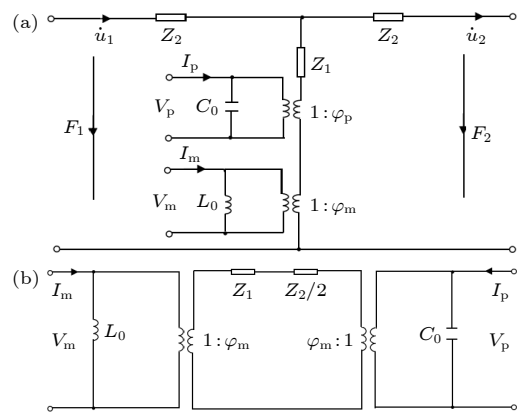 (a)
u̇₁ Z₂ Z₂ u̇₂
Z₁
Iₚ
Vₚ C₀ 1:φₚ
F₁ F₂
Iₘ
Vₘ L₀ 1:φₘ
(b)
Iₘ Z₁ Z₂/2 Iₚ
Vₘ L₀ 1:φₘ φₘ:1 C₀ Vₚ